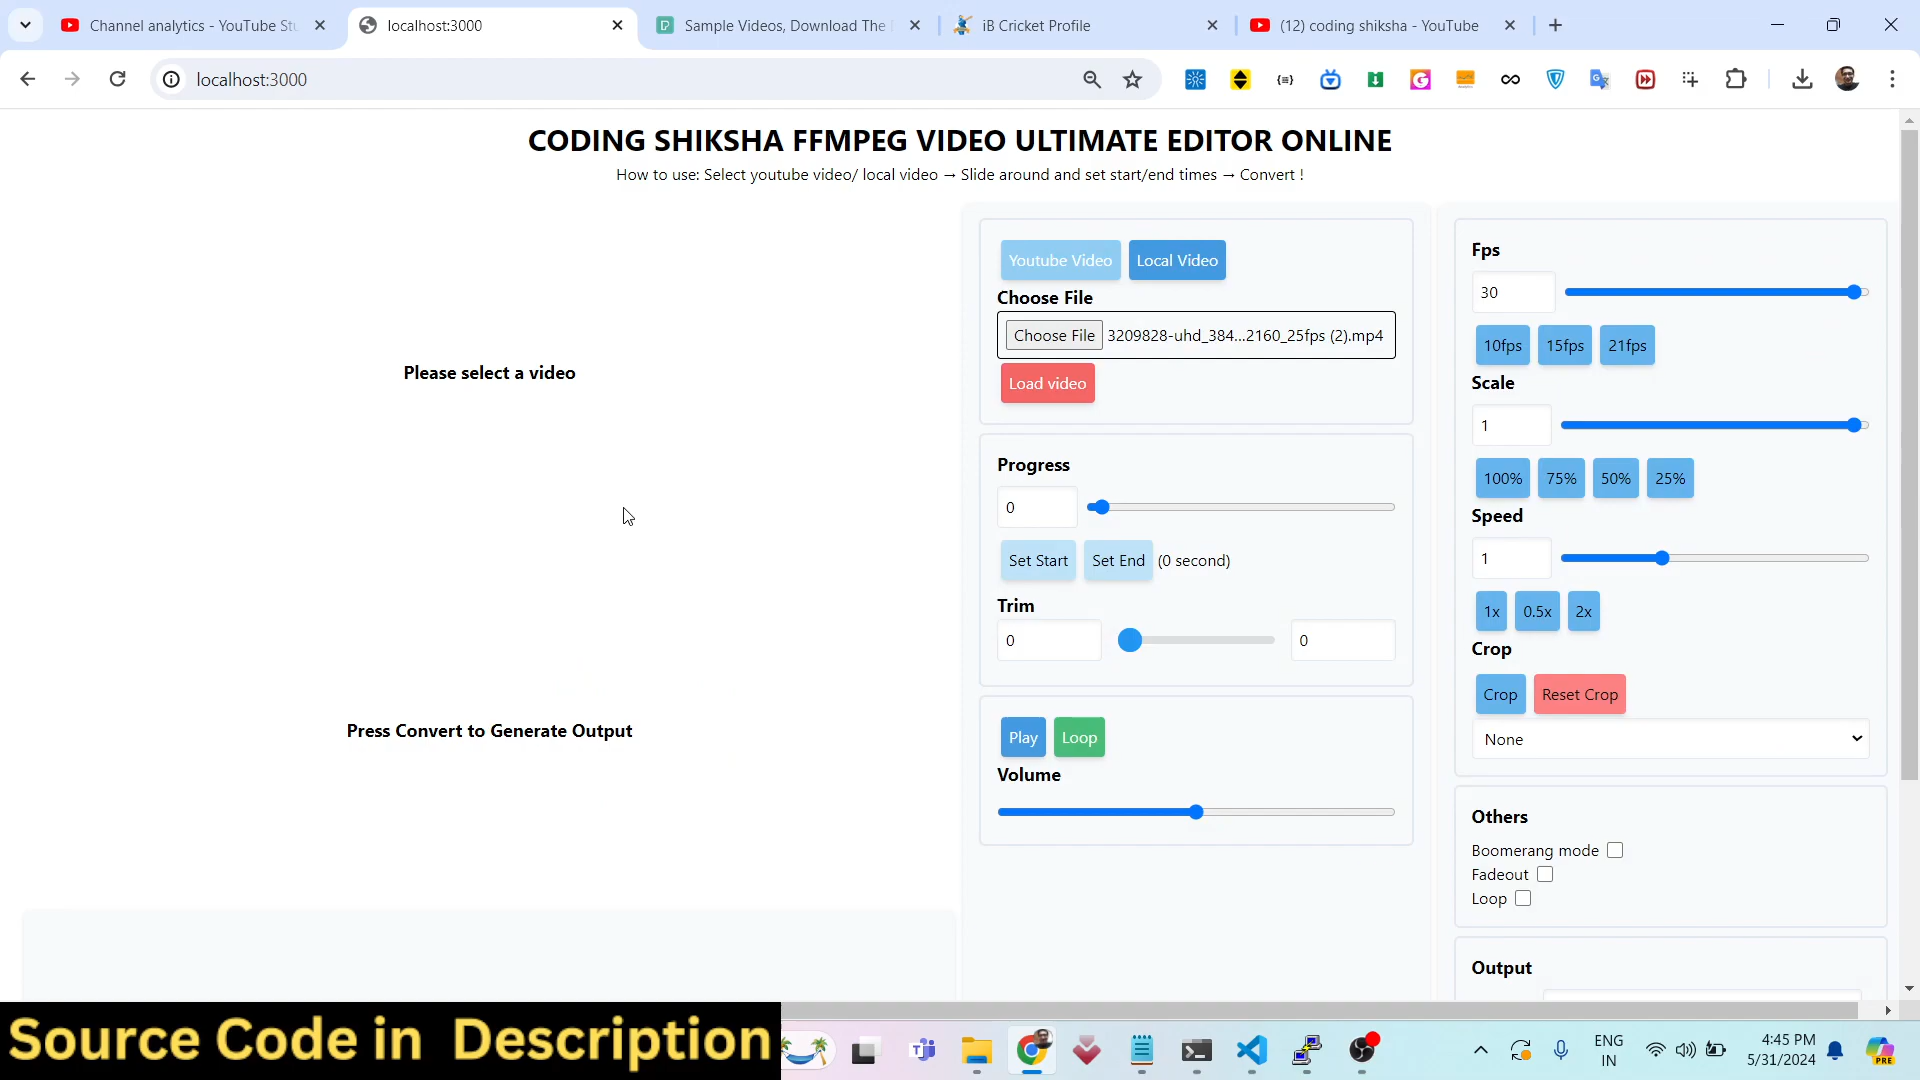 Channel analytics - YouTube Stu
localhost:3000
Sample Videos, Download The
iB Cricket Profile
(12) coding shiksha - YouTube
localhost:3000
CODING SHIKSHA FFMPEG VIDEO ULTIMATE EDITOR ONLINE
How to use: Select youtube video/ local video → Slide around and set start/end times → Convert !
Please select a video
Press Convert to Generate Output
Youtube Video
Local Video
Choose File
Choose File 3209828-uhd_384...2160_25fps (2).mp4
Load video
Progress
0
Set Start
Set End
(0 second)
Trim
0
0
Play
Loop
Volume
Fps
30
10fps
15fps
21fps
Scale
1
100%
75%
50%
25%
Speed
1
1x
0.5x
2x
Crop
Crop
Reset Crop
None
Others
Boomerang mode
Fadeout
Loop
Output
Source Code in Description
ENG
IN
4:45 PM
5/31/2024
PRE